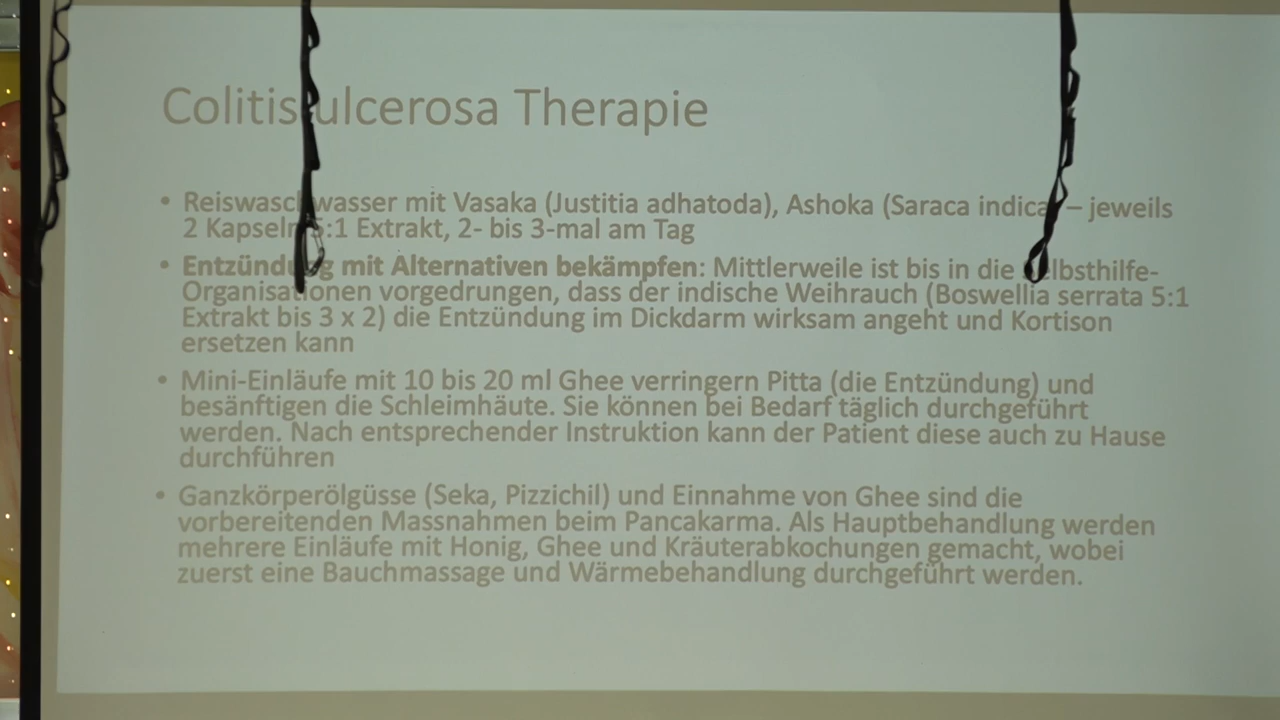 Colitis ulcerosa Therapie
• Reiswaschwasser mit Vasaka (Justitia adhatoda), Ashoka (Saraca indica) – jeweils
2 Kapseln 5:1 Extrakt, 2- bis 3-mal am Tag
• Entzündung mit Alternativen bekämpfen: Mittlerweile ist bis in die Selbsthilfe-
Organisationen vorgedrungen, dass der indische Weihrauch (Boswellia serrata 5:1
Extrakt bis 3 x 2) die Entzündung im Dickdarm wirksam angeht und Kortison
ersetzen kann
• Mini-Einläufe mit 10 bis 20 ml Ghee verringern Pitta (die Entzündung) und
besänftigen die Schleimhäute. Sie können bei Bedarf täglich durchgeführt
werden. Nach entsprechender Instruktion kann der Patient diese auch zu Hause
durchführen
• Ganzkörperölgüsse (Seka, Pizzichil) und Einnahme von Ghee sind die
vorbereitenden Massnahmen beim Pancakarma. Als Hauptbehandlung werden
mehrere Einläufe mit Honig, Ghee und Kräuterabkochungen gemacht, wobei
zuerst eine Bauchmassage und Wärmebehandlung durchgeführt werden.